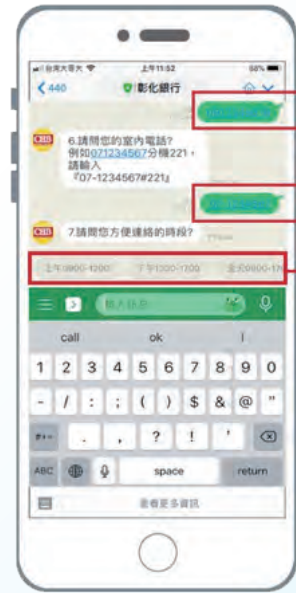 台灣大哥大
上午11:52
440
彰化銀行
CHB
6.請問您的室內電話?
例如071234567分機221，
請輸入
『07-1234567#221』
CHB
7.請問您方便連絡的時段?
上午0900-1200
下午1300-1700
輸入訊息
call
ok
I
1 2 3 4 5 6 7 8 9 0
- / : ; ( ) $ & @ "
#+=
. , ? ! '
ABC
space
return
查看更多資訊